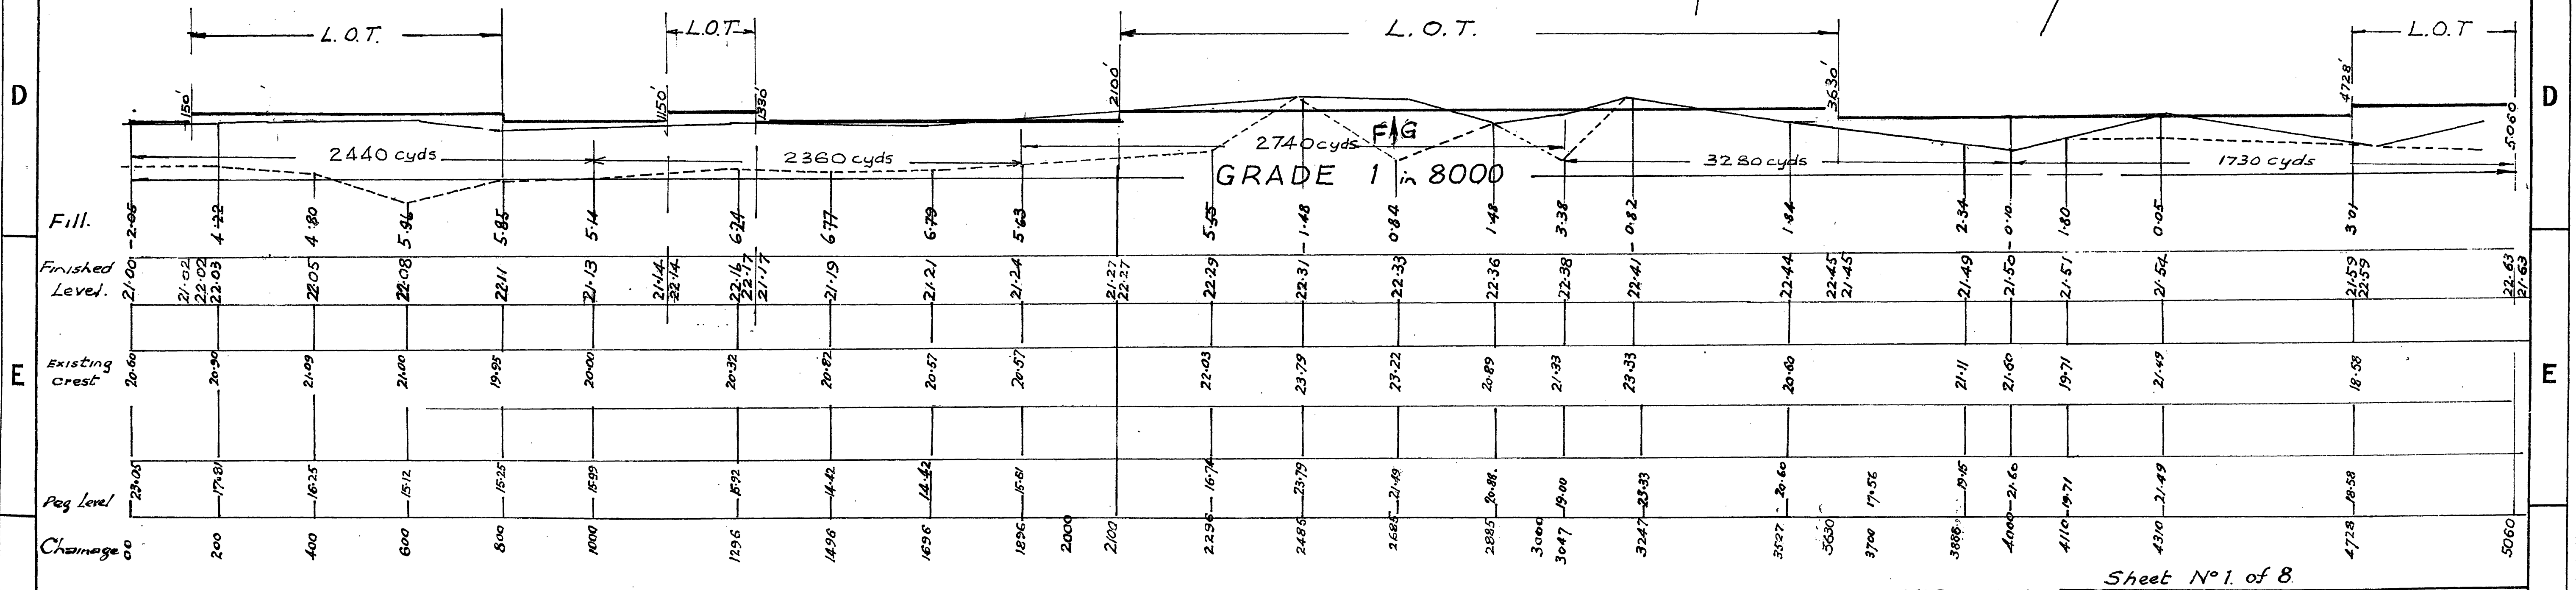 L.O.T. L.O.T L.O.T. L.O.T
D 150' 1150' 1330' 2100' 3630' 4728' 5060 D
2440 cyds 2360 cyds 2740 cyds 3280 cyds 1730 cyds
F G
GRADE 1 in 8000
Fill. -2.05 4.22 4.80 5.96 5.85 5.14 6.24 6.77 6.79 5.63 5.55 -1.48 0.84 1.48 3.38 -0.82 1.84 2.34 -0.10 1.80 0.05 3.01
Finished Level. 21.00 21.02 22.02 22.03 22.05 22.08 22.11 21.13 21.14 22.14 22.16 22.17 21.17 21.19 21.21 21.24 21.27 22.27 22.29 22.31 22.33 22.36 22.38 22.41 22.44 22.45 21.45 21.49 21.50 21.51 21.54 21.59 22.59 22.63 21.63
E Existing crest 20.60 20.90 21.09 21.00 19.95 20.00 20.32 20.82 20.57 20.57 22.03 23.79 23.22 20.89 21.33 23.33 20.60 21.11 21.60 19.71 21.49 18.58 E
Peg Level 23.05 17.81 16.25 15.12 15.25 15.99 15.92 14.42 14.42 15.61 16.74 23.79 21.49 20.88. 19.00 23.33 20.60 17.56 19.15 21.60 19.71 21.49 18.58
Chainage 00 200 400 600 800 1000 1296 1496 1696 1896 2000 2100 2296 2485 2685 2885 3000 3047 3247 3527 3630 3700 3888 4000 4110 4310 4728 5060
Sheet Nº 1. of 8.